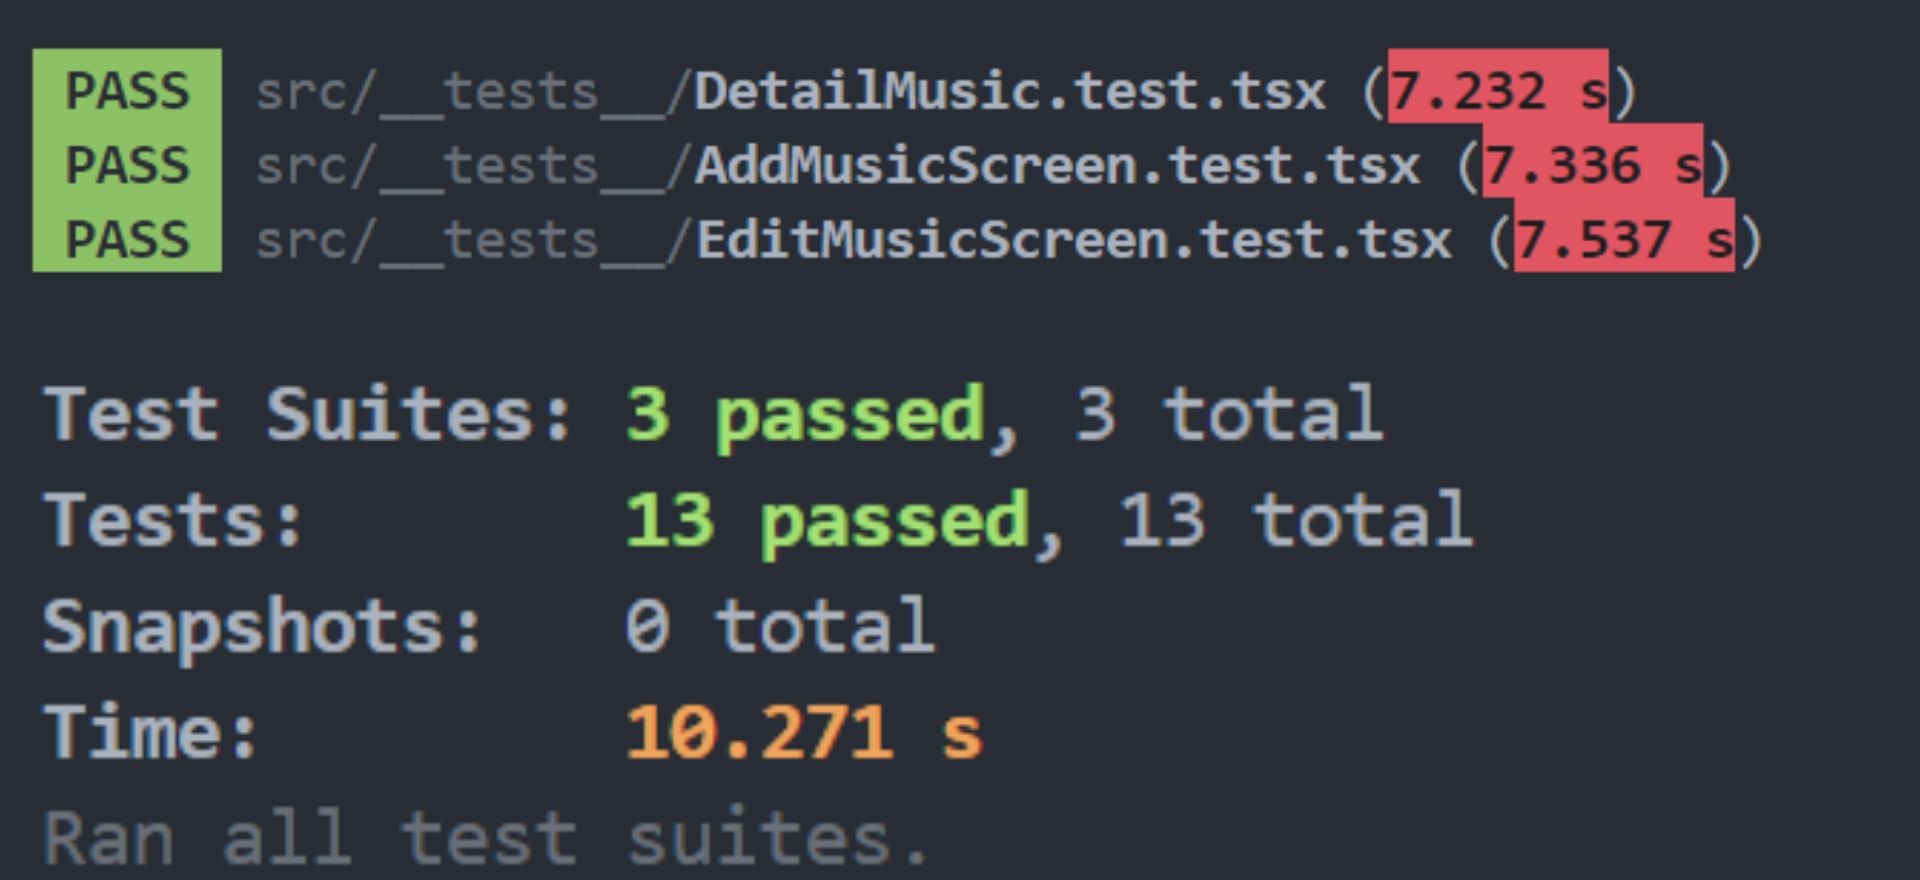 PASS src/__tests__/DetailMusic.test.tsx (7.232 s)
PASS src/__tests__/AddMusicScreen.test.tsx (7.336 s)
PASS src/__tests__/EditMusicScreen.test.tsx (7.537 s)
Test Suites: 3 passed, 3 total
Tests: 13 passed, 13 total
Snapshots: 0 total
Time: 10.271 s
Ran all test suites.